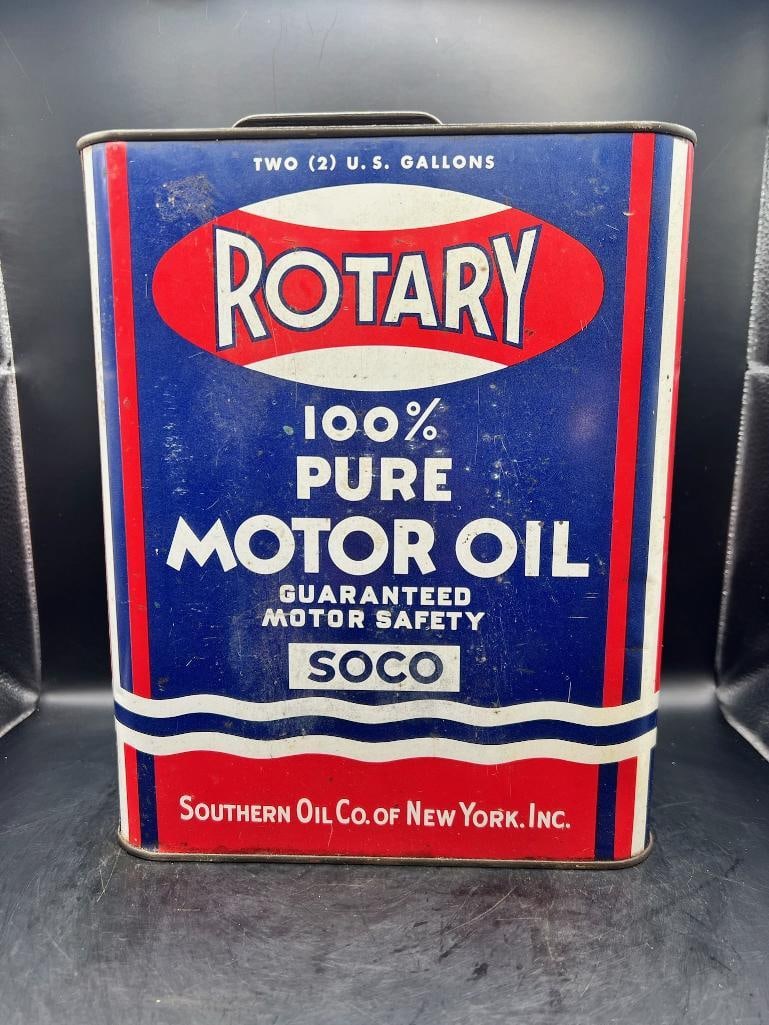 TWO (2) U. S. GALLONS
ROTARY
100%
PURE
MOTOR OIL
GUARANTEED
MOTOR SAFETY
SOCO
SOUTHERN OIL CO. OF NEW YORK. INC.